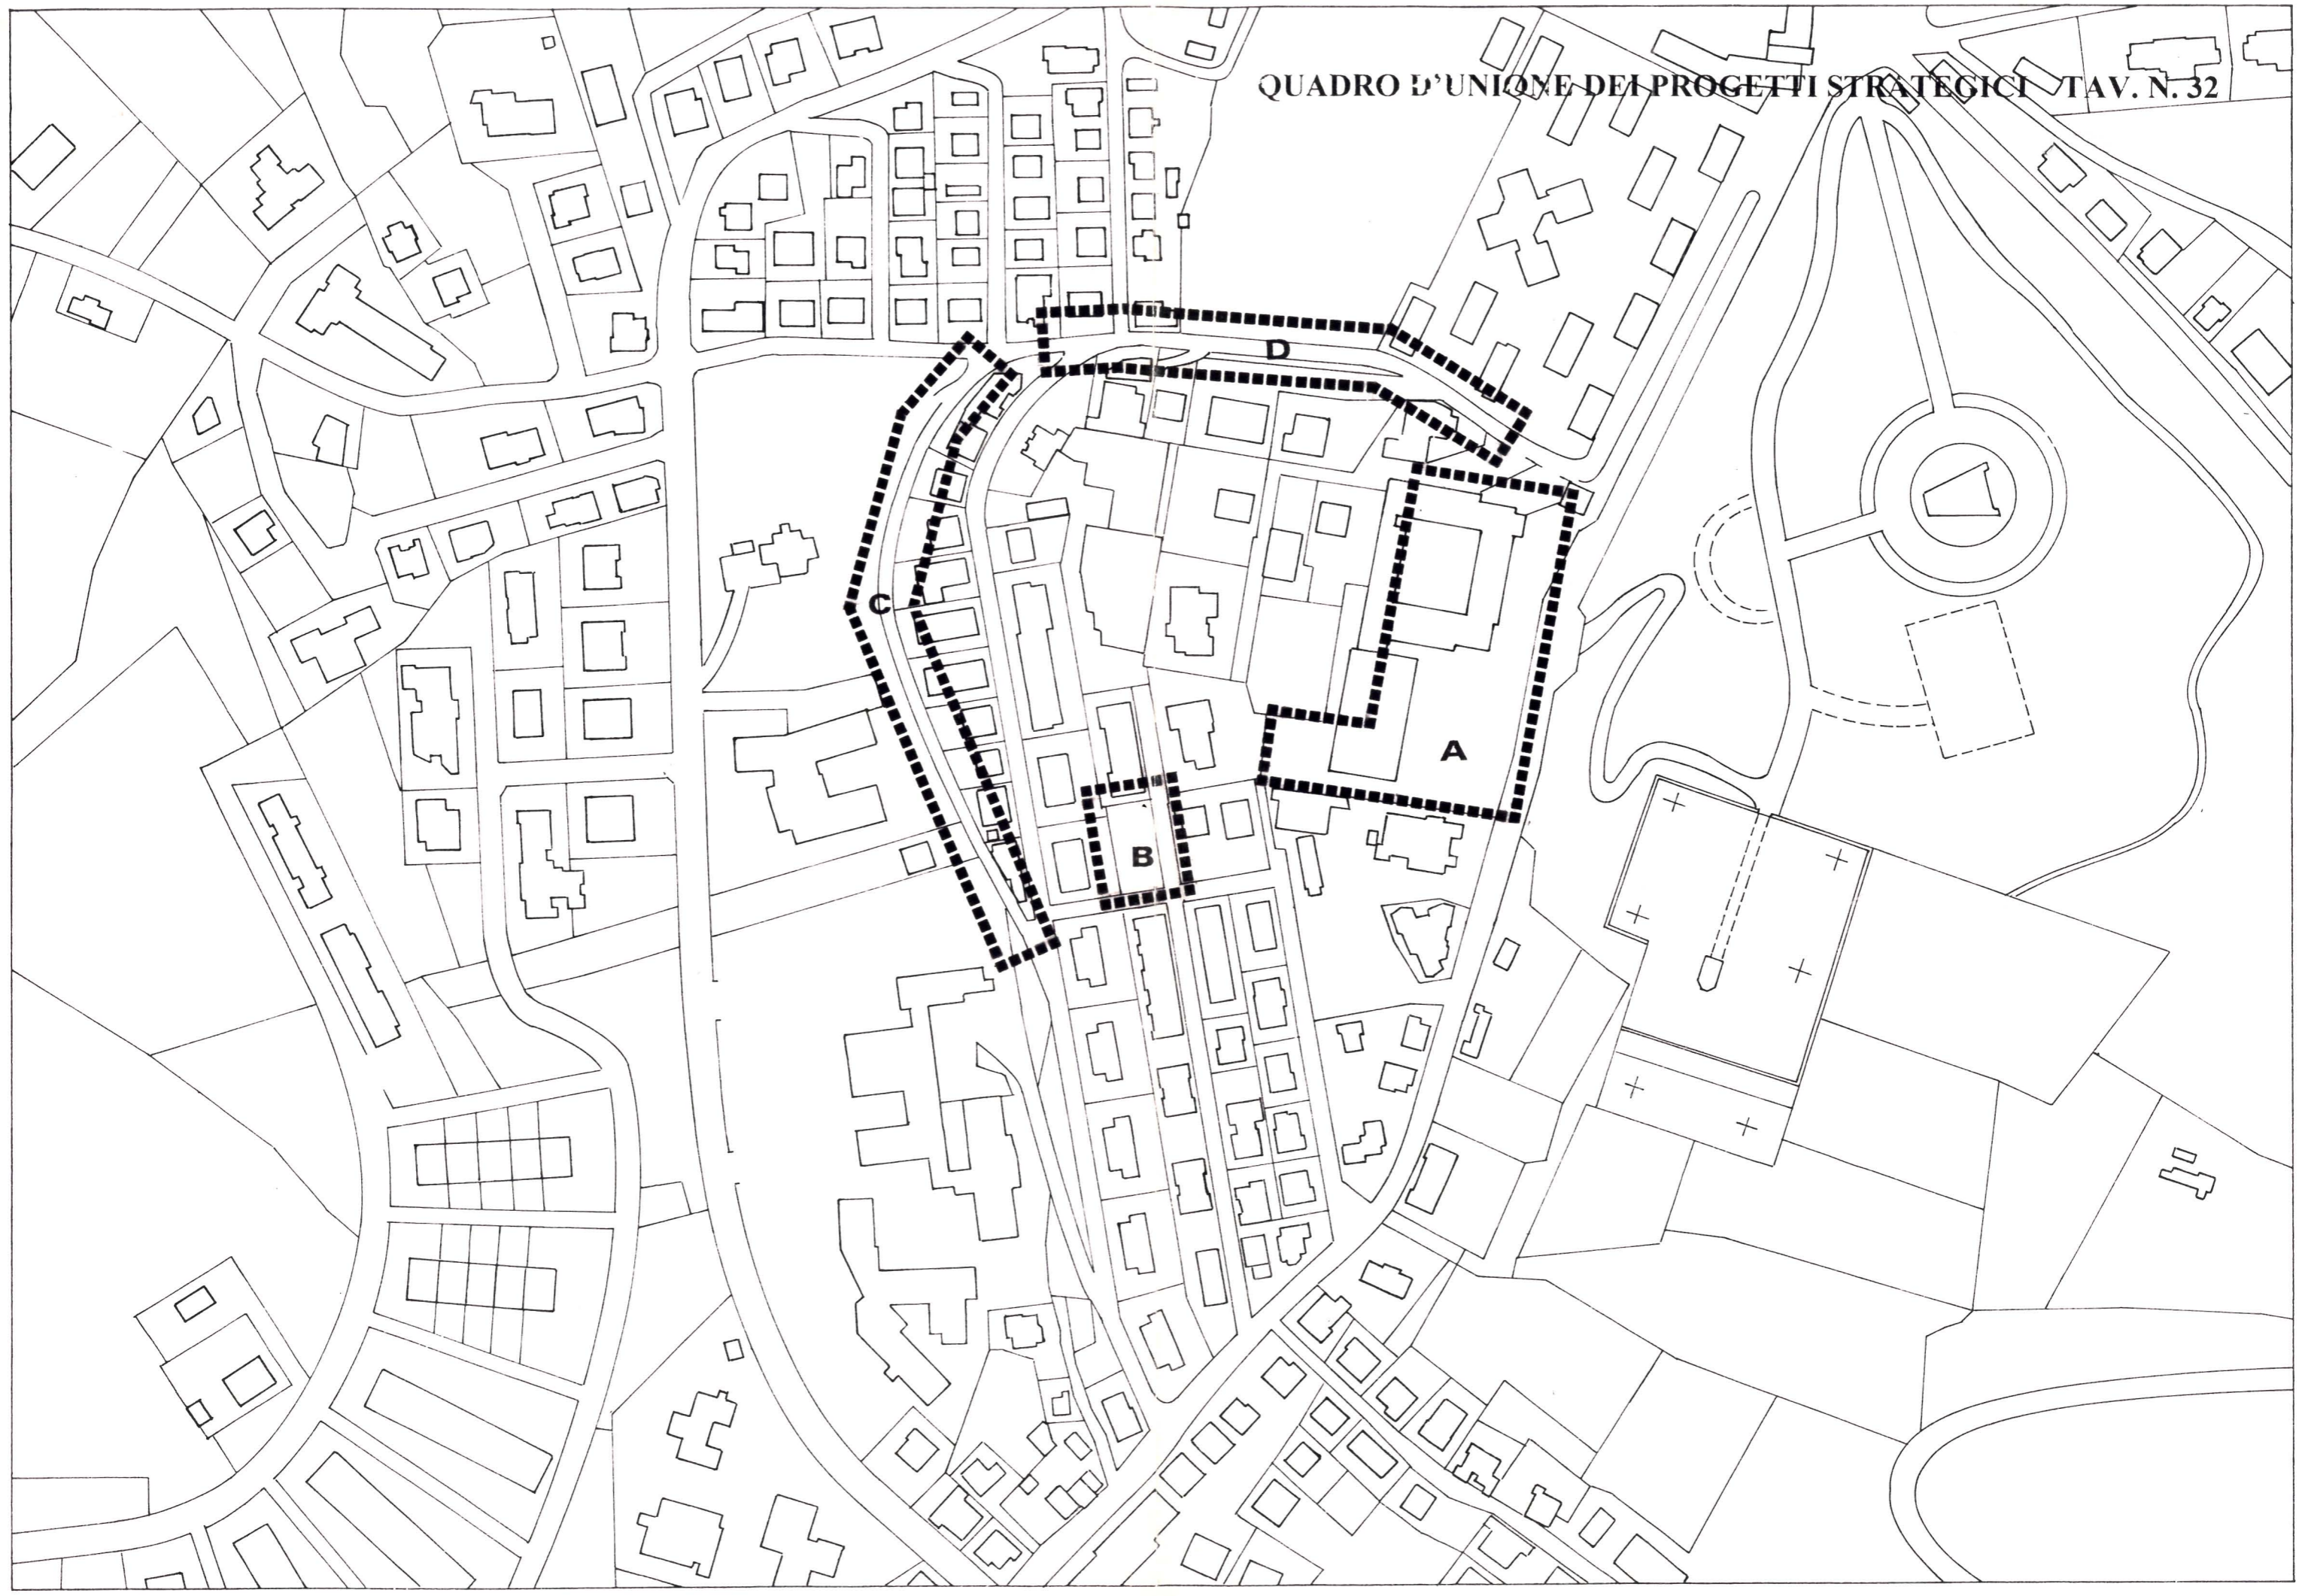 QUADRO D'UNIONE DEI PROGETTI STRATEGICI TAV. N. 32
D
C
A
B